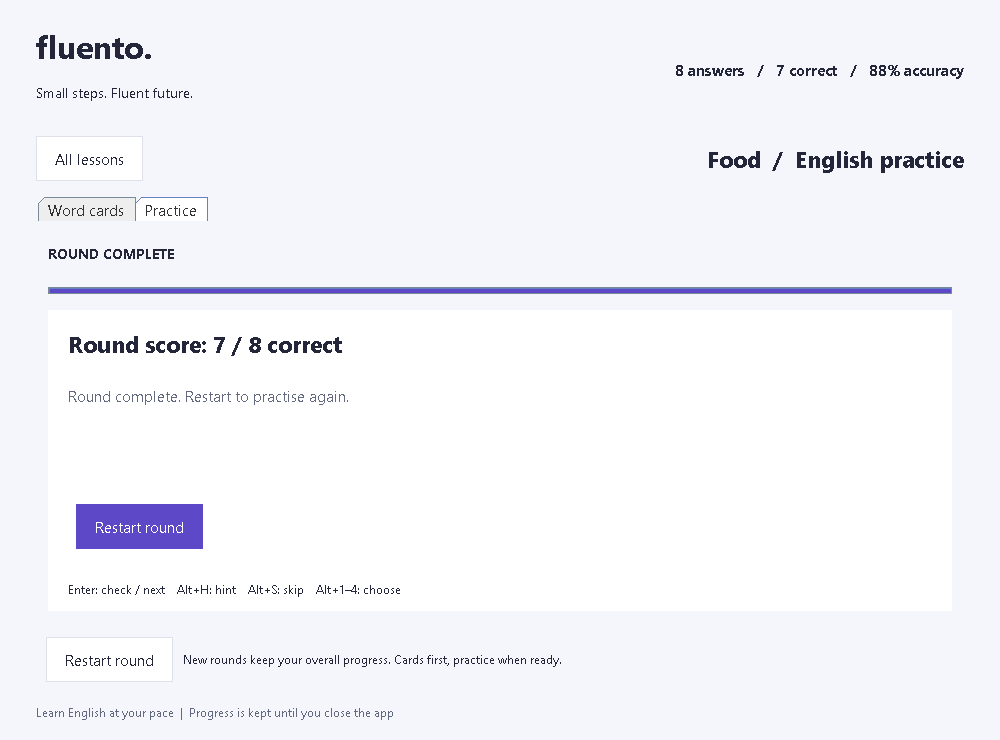 fluento.
8 answers / 7 correct / 88% accuracy
Small steps. Fluent future.
All lessons
Food / English practice
Word cards
Practice
ROUND COMPLETE
Round score: 7 / 8 correct
Round complete. Restart to practise again.
Restart round
Enter: check / next Alt+H: hint Alt+S: skip Alt+1–4: choose
Restart round
New rounds keep your overall progress. Cards first, practice when ready.
Learn English at your pace | Progress is kept until you close the app